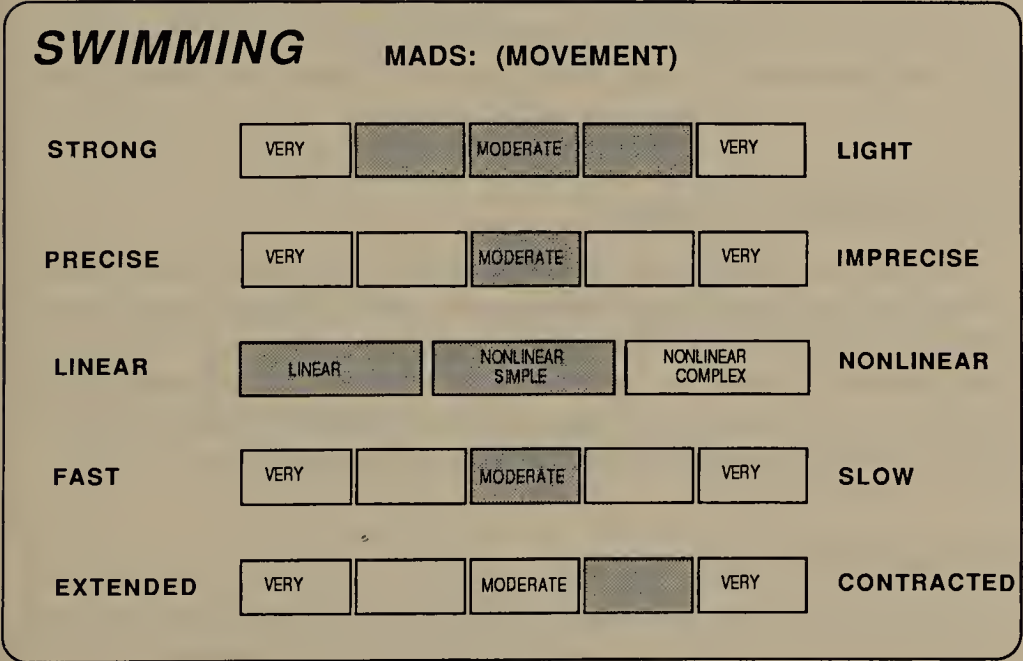 SWIMMING MADS: (MOVEMENT)
STRONG VERY MODERATE VERY LIGHT
PRECISE VERY MODERATE VERY IMPRECISE
LINEAR LINEAR NONLINEAR SIMPLE NONLINEAR COMPLEX NONLINEAR
FAST VERY MODERATE VERY SLOW
EXTENDED VERY MODERATE VERY CONTRACTED